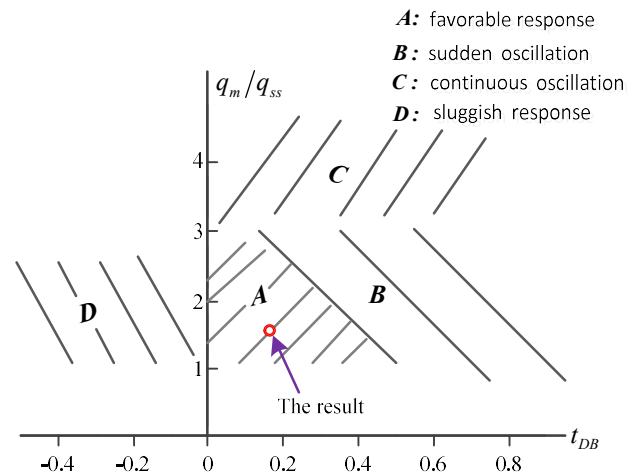 A: favorable response
B: sudden oscillation
C: continuous oscillation
D: sluggish response
q_m/q_ss
4
C
3
A
B
2
D
1
The result
t_DB
-0.4 -0.2 0 0.2 0.4 0.6 0.8